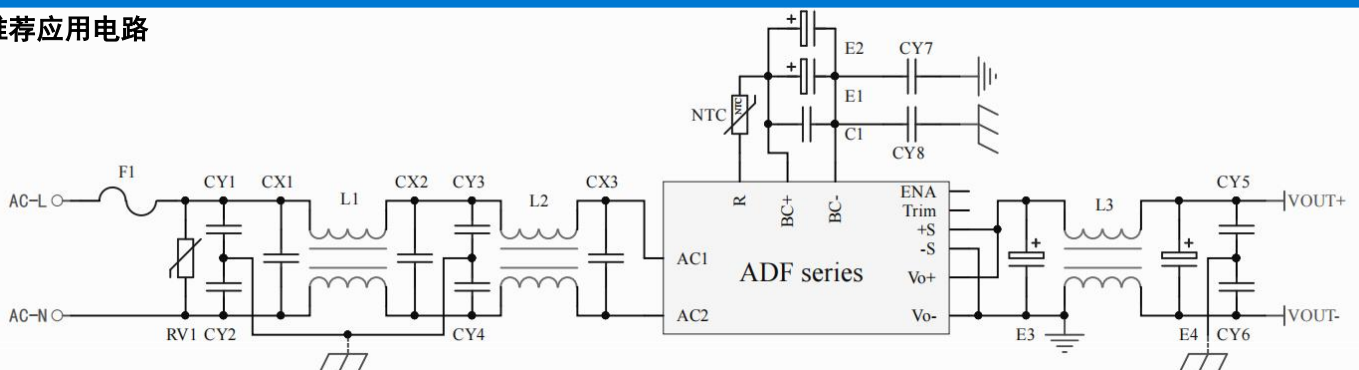 推荐应用电路
E2
CY7
E1
NTC
NTC
C1
CY8
F1
CY1
CX1
L1
CX2
CY3
L2
CX3
AC-L
R
BC+
BC-
ENA
Trim
+S
-S
Vo+
Vo-
L3
CY5
VOUT+
AC1
ADF series
AC2
AC-N
RV1
CY2
CY4
E3
E4
CY6
VOUT-
+
+
+
+